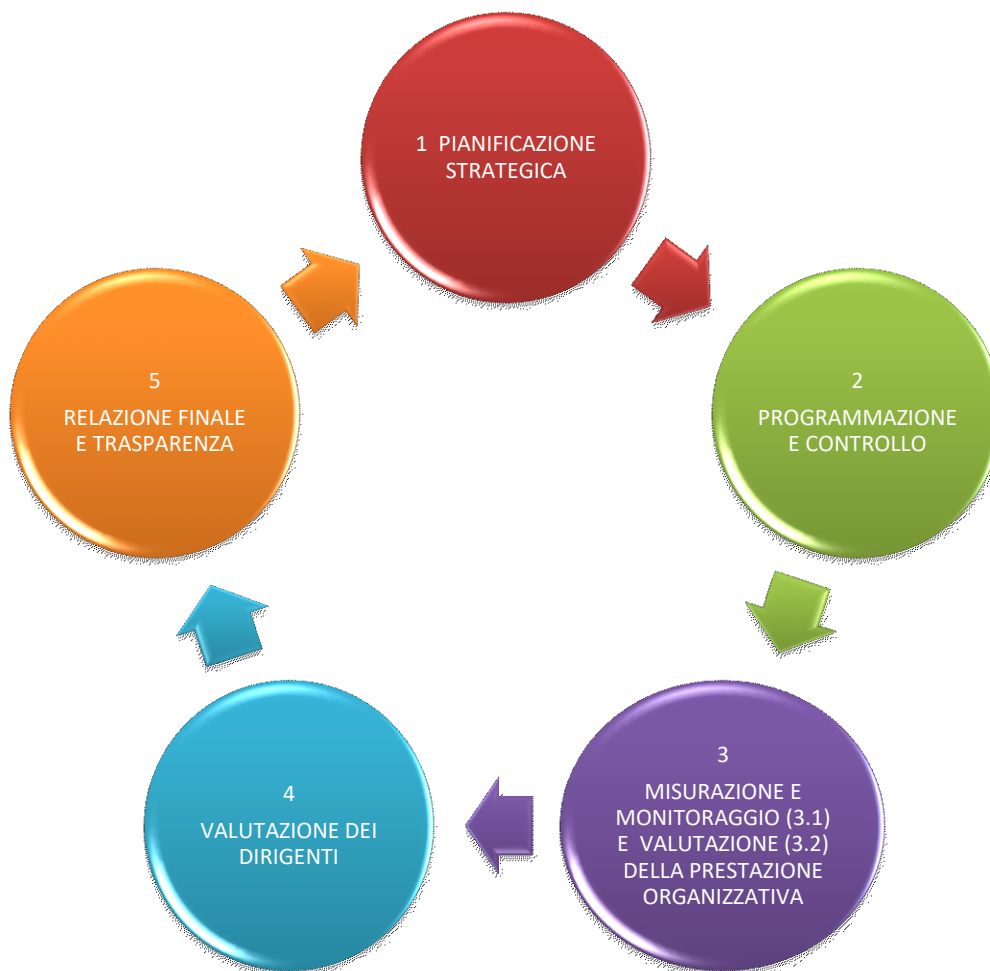 1 PIANIFICAZIONE
STRATEGICA
2
PROGRAMMAZIONE
E CONTROLLO
3
MISURAZIONE E
MONITORAGGIO (3.1)
E VALUTAZIONE (3.2)
DELLA PRESTAZIONE
ORGANIZZATIVA
4
VALUTAZIONE DEI
DIRIGENTI
5
RELAZIONE FINALE
E TRASPARENZA